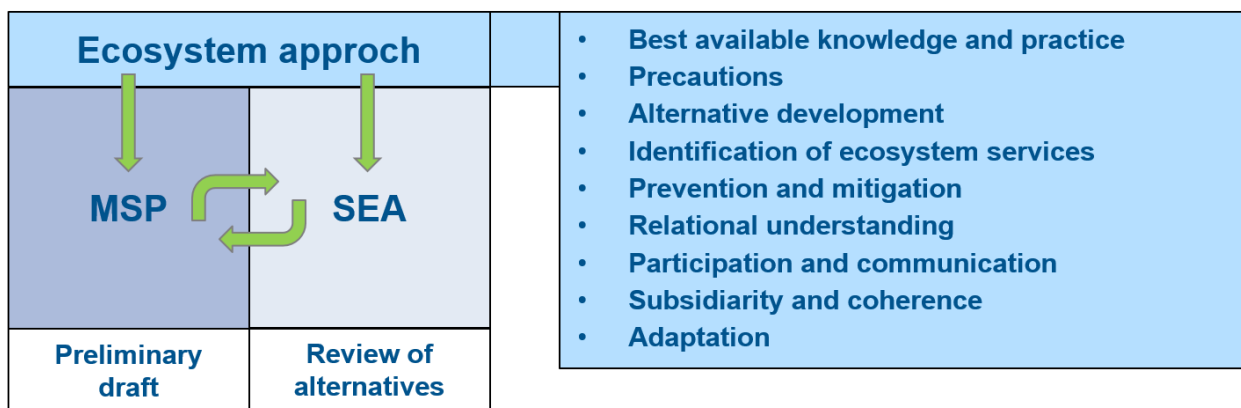 Ecosystem approch
MSP
SEA
Preliminary
draft
Review of
alternatives
• Best available knowledge and practice
• Precautions
• Alternative development
• Identification of ecosystem services
• Prevention and mitigation
• Relational understanding
• Participation and communication
• Subsidiarity and coherence
• Adaptation